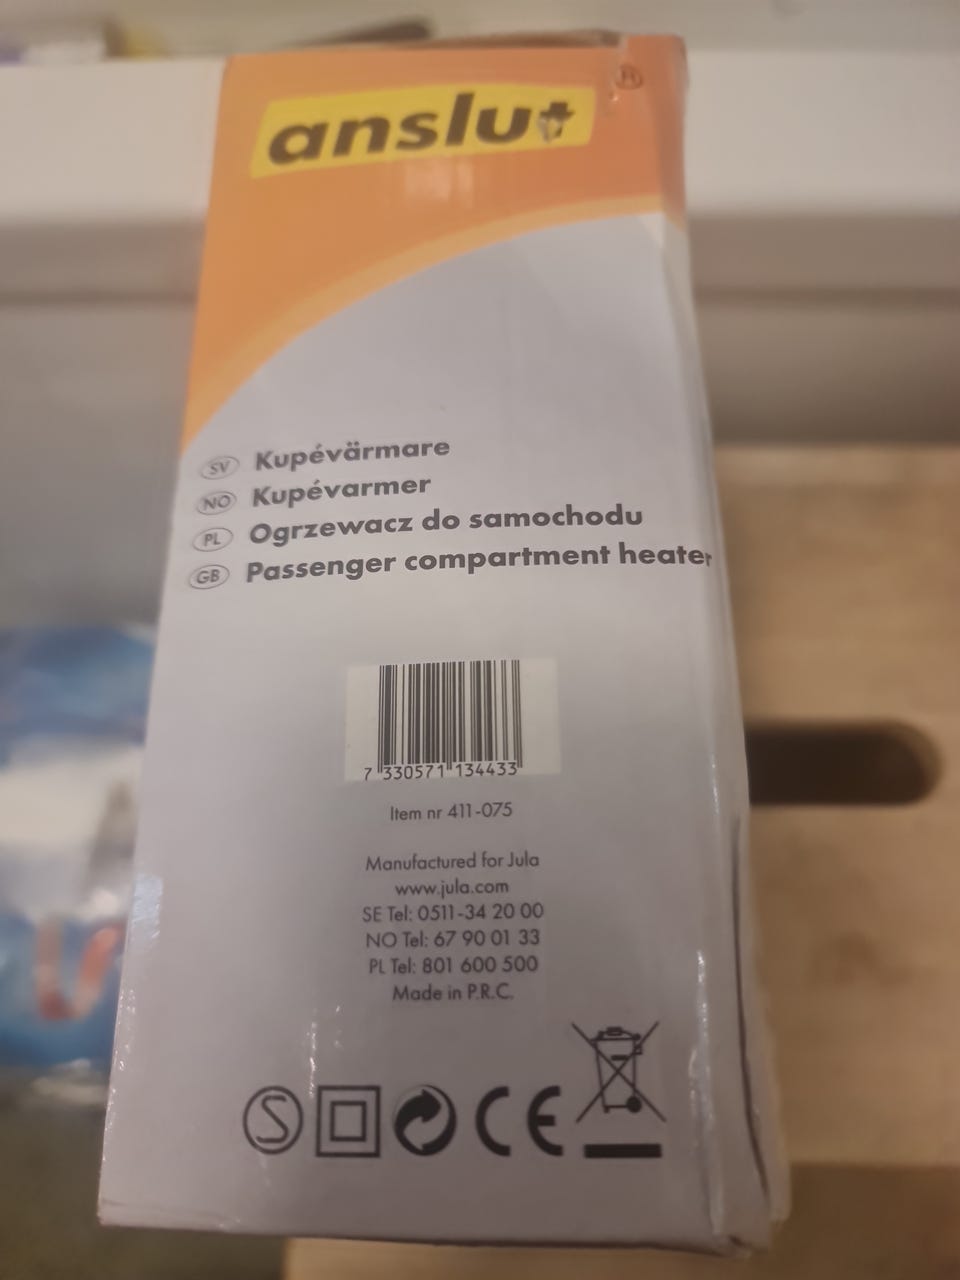 anslut
®
SV Kupévärmare
NO Kupévarmer
PL Ogrzewacz do samochodu
GB Passenger compartment heater
7 330571 134433
Item nr 411-075
Manufactured for Jula
www.jula.com
SE Tel: 0511-34 20 00
NO Tel: 67 90 01 33
PL Tel: 801 600 500
Made in P.R.C.
S CE